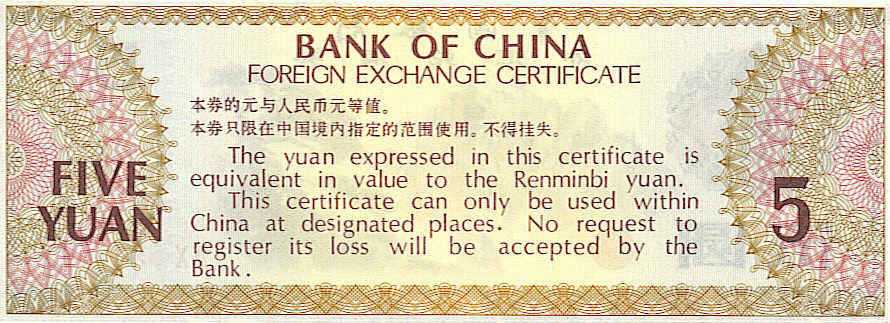 BANK OF CHINA
FOREIGN EXCHANGE CERTIFICATE
本券的元与人民币元等值。
本券只限在中国境内指定的范围使用。不得挂失。
The yuan expressed in this certificate is
equivalent in value to the Renminbi yuan.
This certificate can only be used within
China at designated places. No request to
register its loss will be accepted by the
Bank.
FIVE
YUAN
5